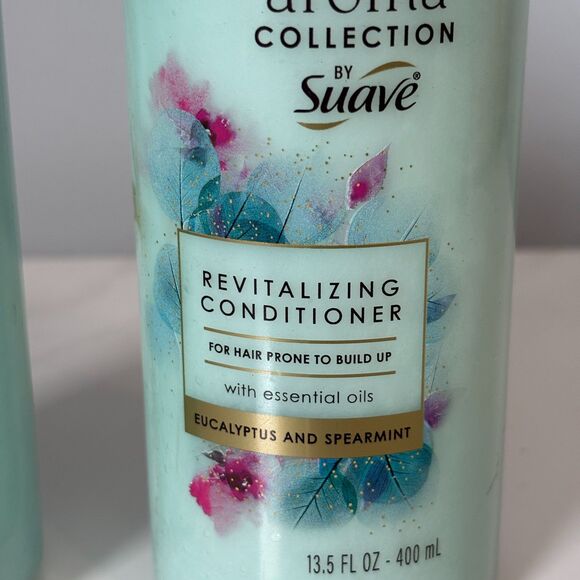 aroma
COLLECTION
BY
Suave®
REVITALIZING
CONDITIONER
FOR HAIR PRONE TO BUILD UP
with essential oils
EUCALYPTUS AND SPEARMINT
13.5 FL OZ - 400 mL